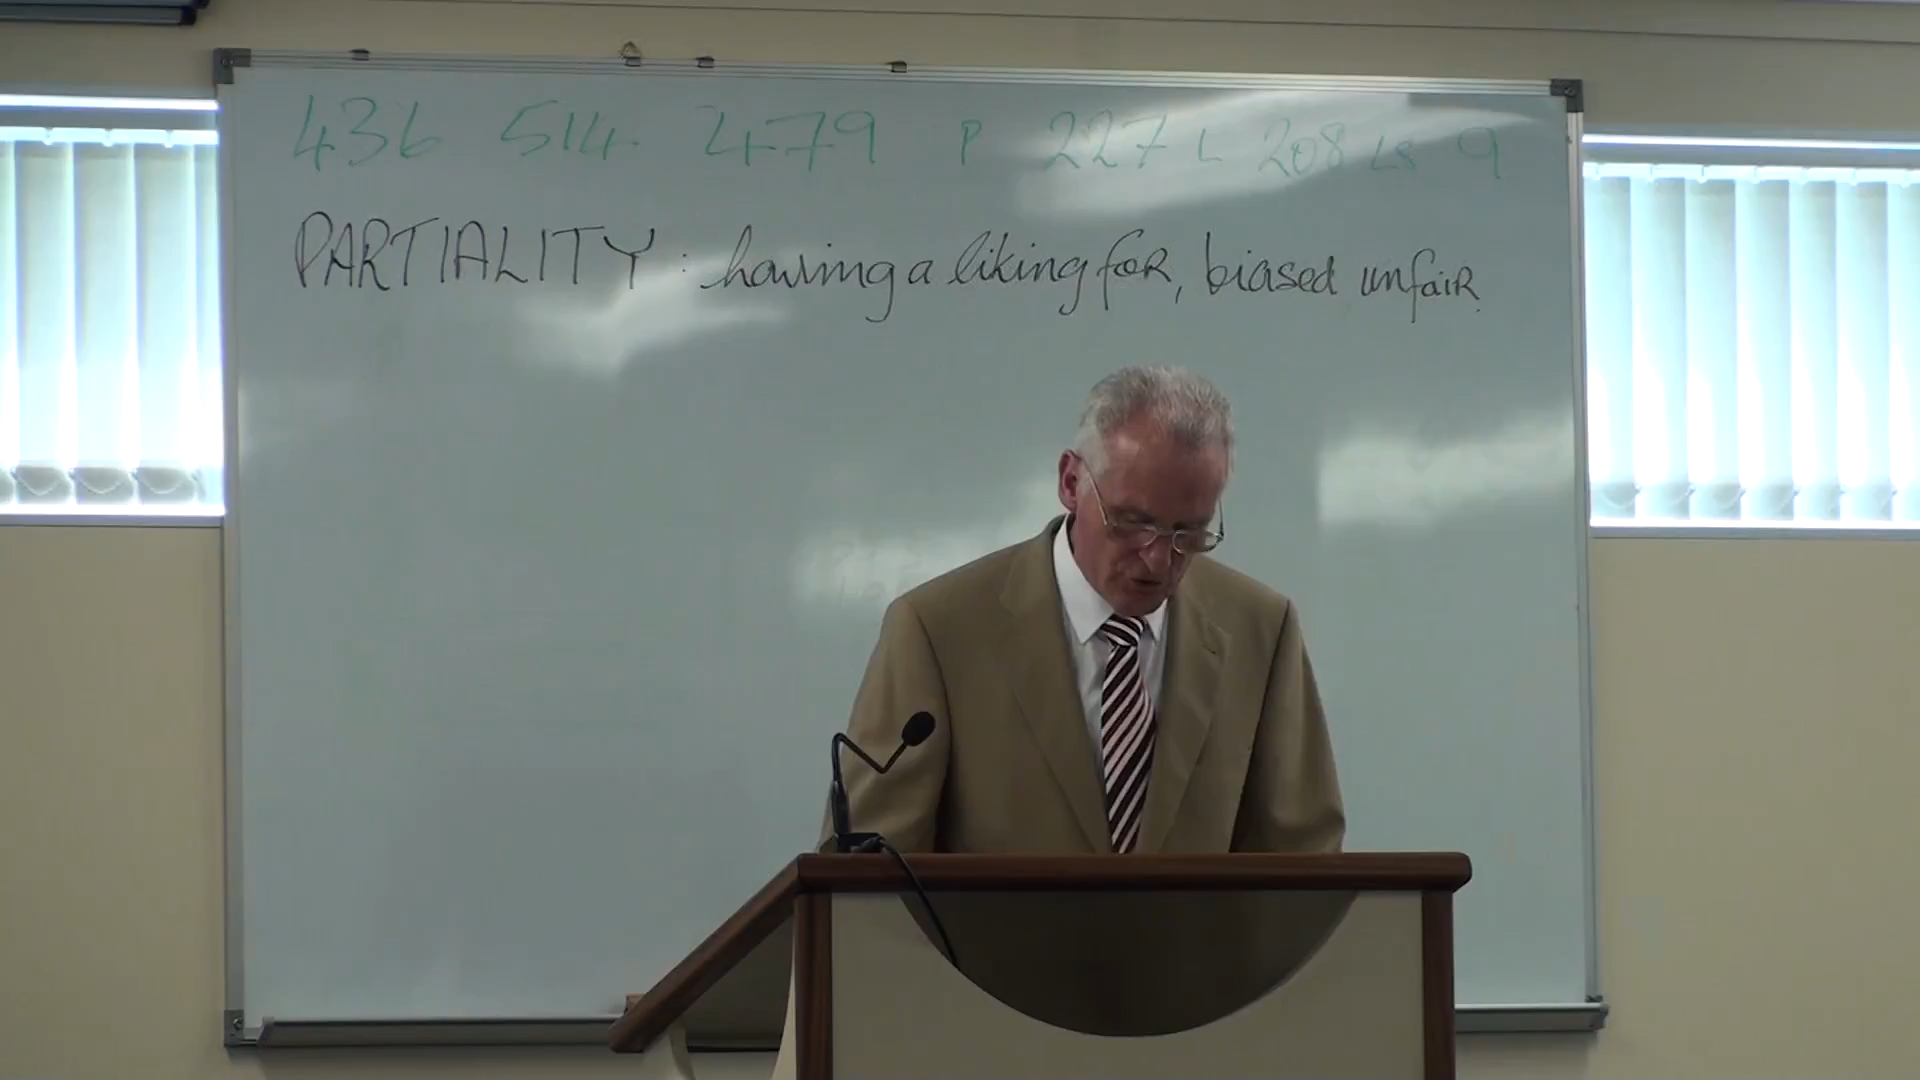 436 514 479 P 227 L 208 LS 9
PARTIALITY : having a liking for, biased unfair